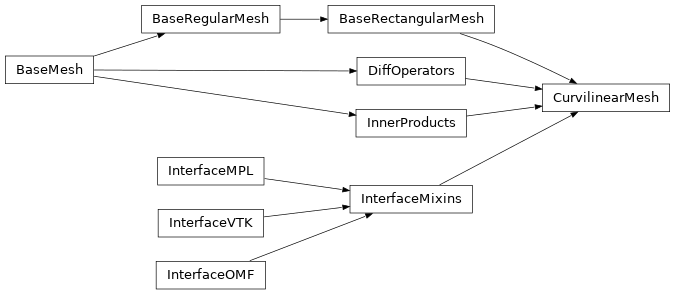 BaseRegularMesh
BaseRectangularMesh
BaseMesh
DiffOperators
CurvilinearMesh
InnerProducts
InterfaceMPL
InterfaceMixins
InterfaceVTK
InterfaceOMF